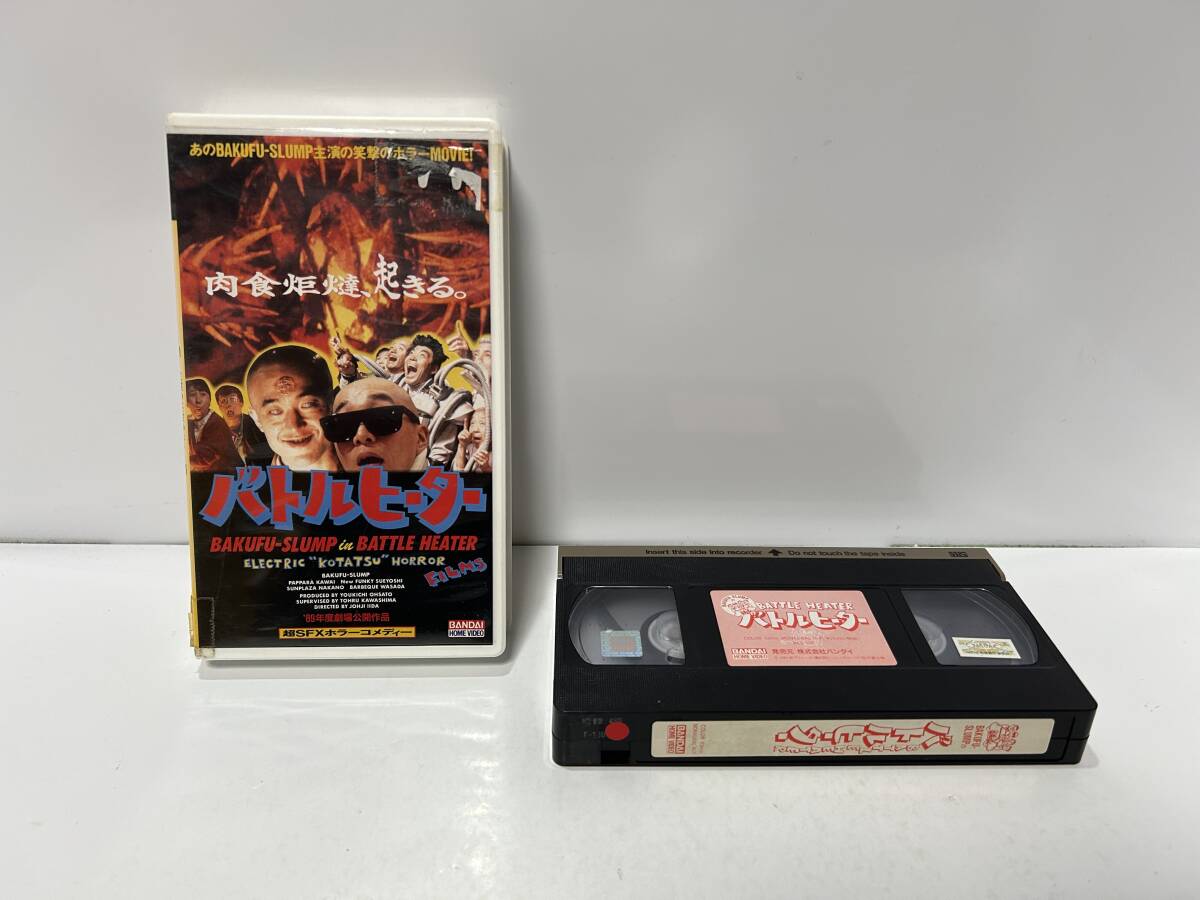 あのBAKUFU-SLUMP主演の笑撃のホラーMOVIE!
肉食炬燵、起きる。
バトルヒーター
BAKUFU-SLUMP in BATTLE HEATER
ELECTRIC "KOTATSU" HORROR
FILMS
BAKUFU-SLUMP
PAPPARA KAWAI New FUNKY SUEYOSHI
SUNPLAZA NAKANO BARBEQUE WASADA
PRODUCED BY YOUKICHI OHSATO
SUPERVISED BY TOHRU KAWASHIMA
DIRECTED BY JOHJI IIDA
'89年度劇場公開作品
超SFXホラーコメディー
BANDAI
HOME VIDEO
Insert this side into recorder Do not touch the tape inside
VHS
BATTLE HEATER
バトルヒーター
BANDAI
HOME VIDEO
発売元 株式会社バンダイ
BAKUFU-
SLUMP
バトルヒーター
BANDAI
HOME VIDEO